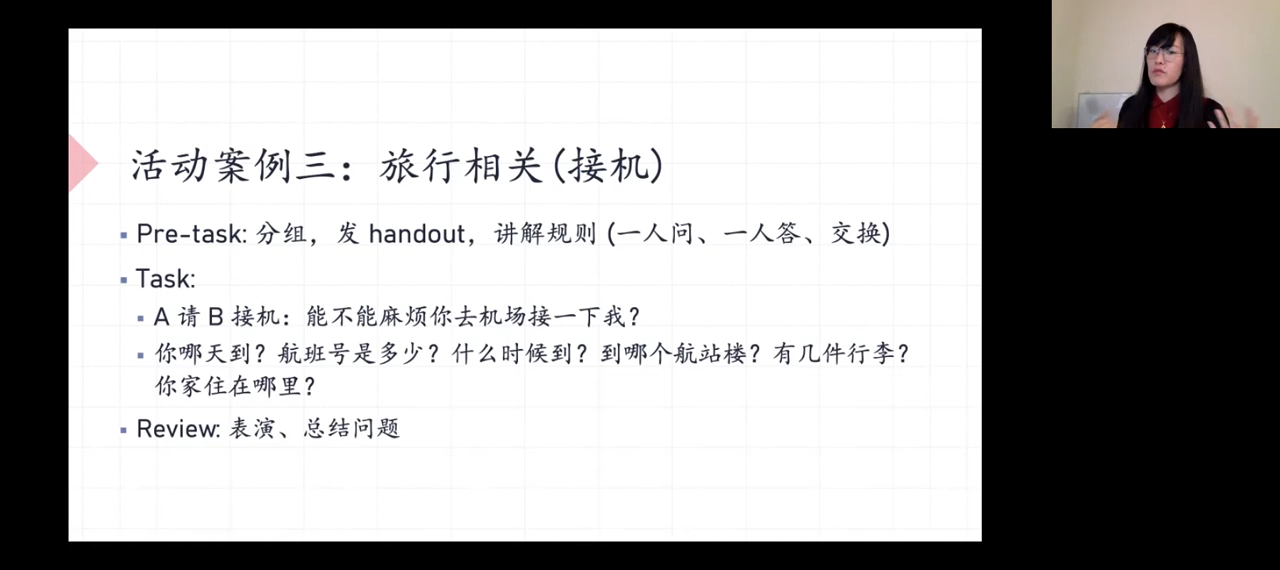 活动案例三：旅行相关(接机)
Pre-task: 分组，发 handout，讲解规则 (一人问、一人答、交换)
Task:
A 请 B 接机：能不能麻烦你去机场接一下我？
你哪天到？航班号是多少？什么时候到？到哪个航站楼？有几件行李？
你家住在哪里？
Review: 表演、总结问题